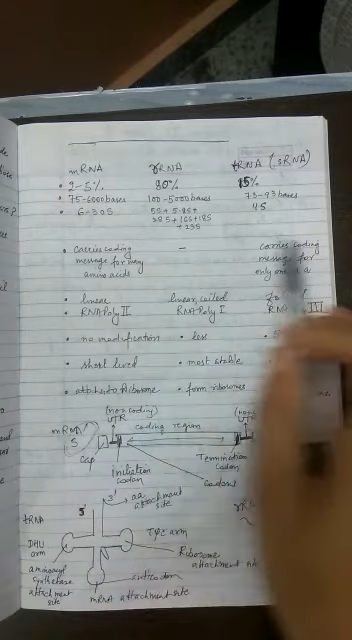 mRNA   rRNA   tRNA (sRNA)
• 2-5%   80%   15%
• 75-6000 bases   100-5000 bases   73-93 bases
• 6-30S   5S + 5.8S +   4S
28S + 16S + 18S
+ 23S
• Carries coding   -   carries coding
message for many   message for
amino acids   only one
• linear   linear, coiled
• RNA Poly II   RNA Poly I   III
• no modification   • less
• short lived   • most stable
• attch to Ribosome   • form ribosomes
(non coding)
UTR   coding region
mRNA
5'
Cap
Initiation   Termination
codon   codon
codons
3' → aa
5'   attachment
site
tRNA
TψC arm
DHU
arm
Ribosome
attachment site
aminoacyl
synthetase   anticodon
attachment
site   mRNA attachment site